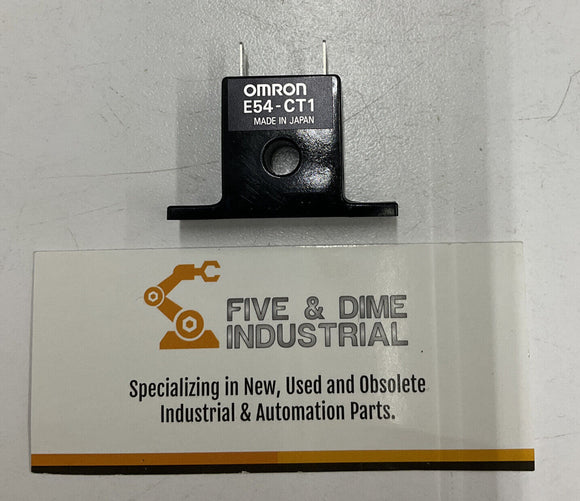 OMRON
E54-CT1
MADE IN JAPAN
FIVE & DIME
INDUSTRIAL
Specializing in New, Used and Obsolete
Industrial & Automation Parts.